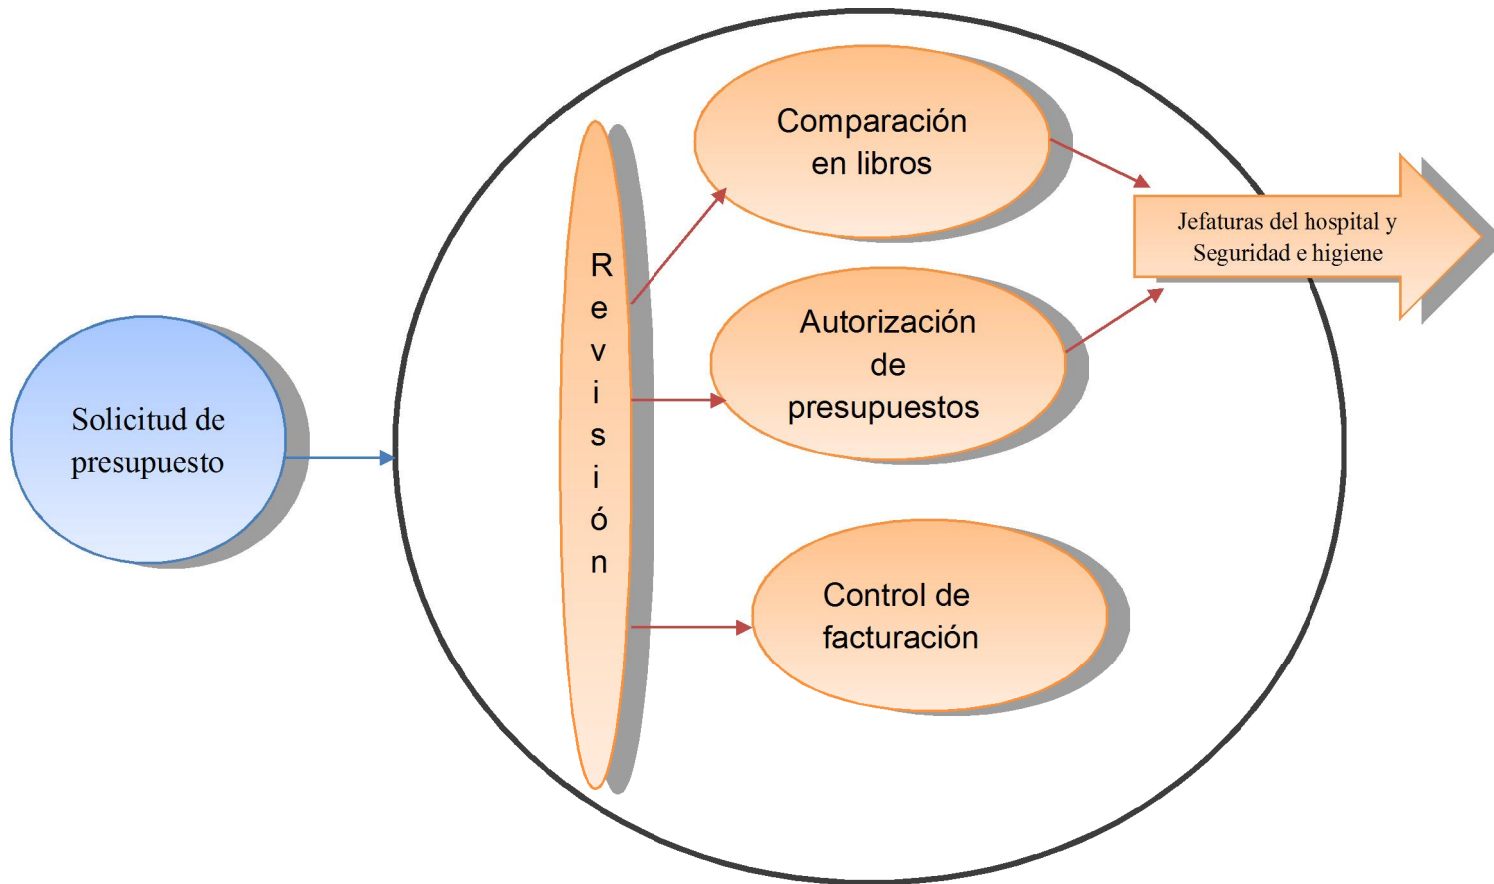 Solicitud de
presupuesto
R
e
v
i
s
i
ó
n
Comparación
en libros
Autorización
de
presupuestos
Control de
facturación
Jefaturas del hospital y
Seguridad e higiene